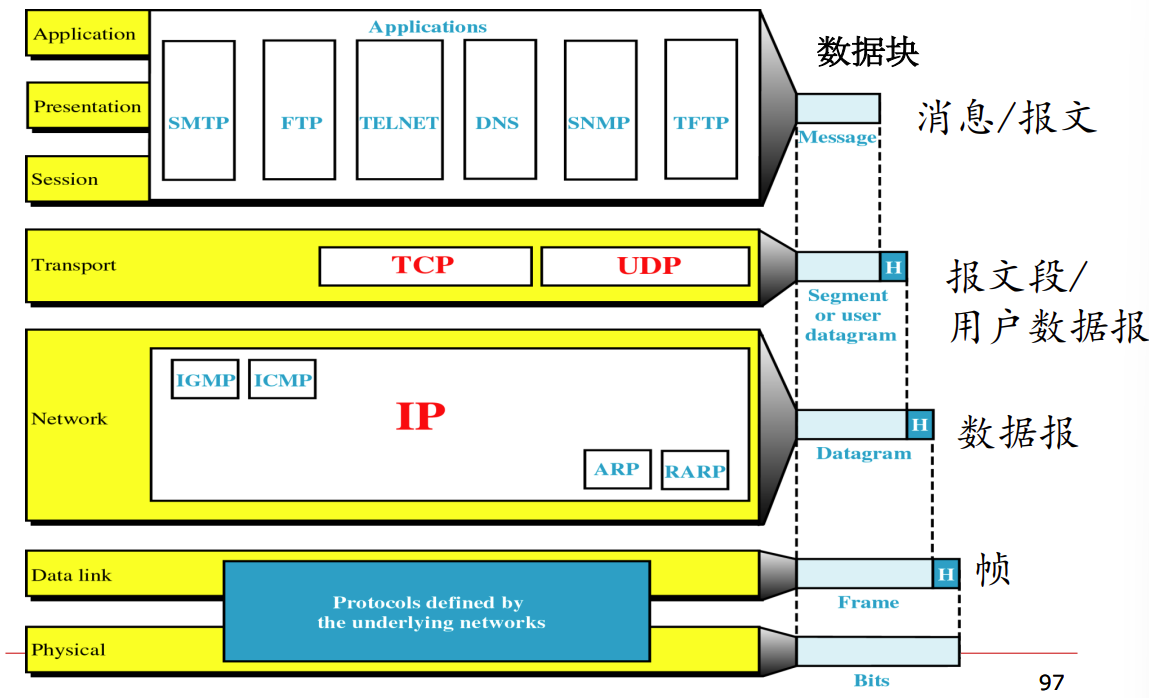 Application
Presentation
Session
Applications
SMTP
FTP
TELNET
DNS
SNMP
TFTP
数据块
Message
消息/报文
Transport
TCP
UDP
H
Segment
or user
datagram
报文段/
用户数据报
Network
IGMP
ICMP
IP
ARP
RARP
H
Datagram
数据报
Data link
Physical
Protocols defined by
the underlying networks
H
Frame
帧
Bits
97